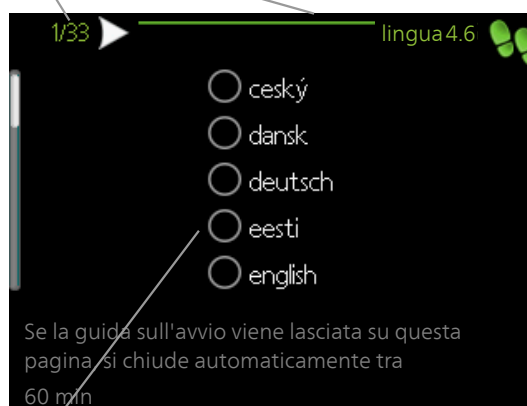 1/33
lingua 4.6
ceský
dansk
deutsch
eesti
english
Se la guida sull'avvio viene lasciata su questa
pagina, si chiude automaticamente tra
60 min